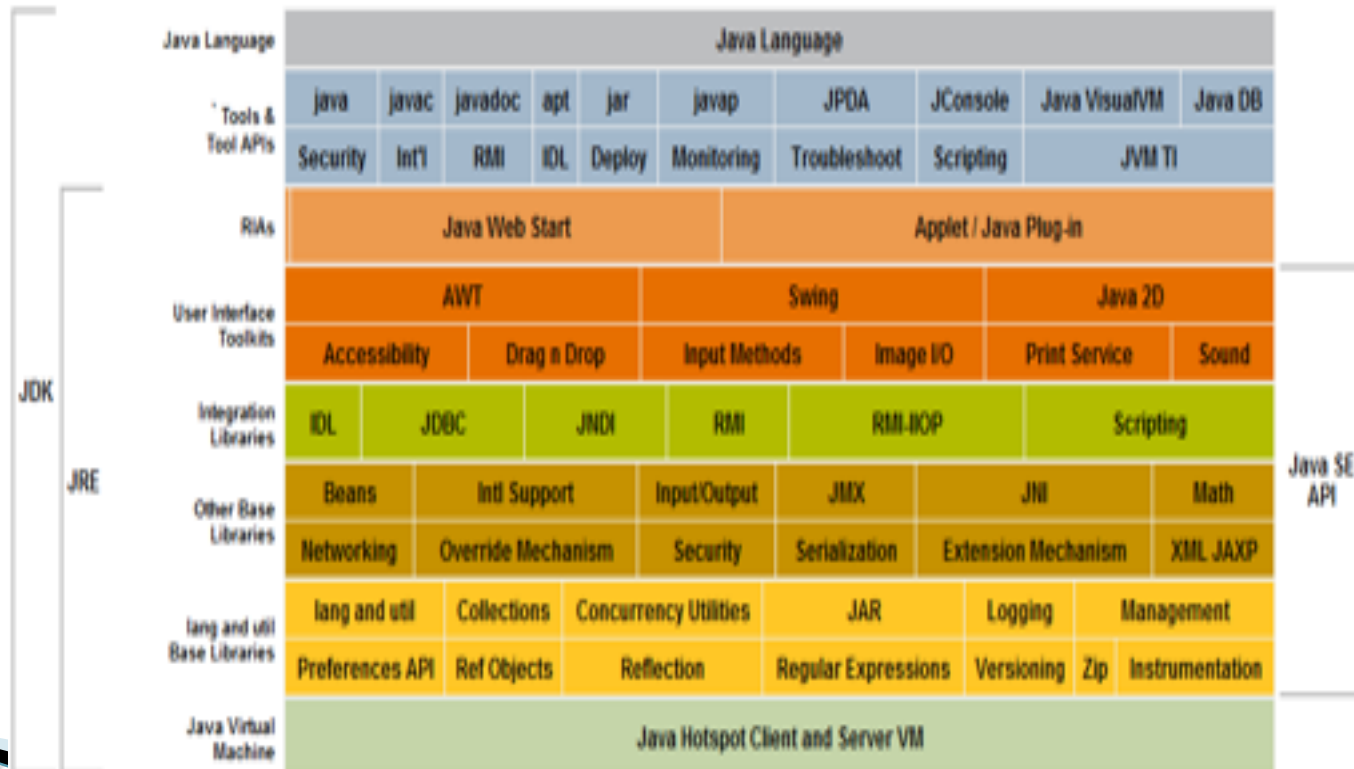 Java Language Java Language
java javac javadoc apt jar javap JPDA JConsole Java VisualVM Java DB
Tools &
Tool APIs
Security Int'l RMI IDL Deploy Monitoring Troubleshoot Scripting JVM TI
RIAs Java Web Start Applet / Java Plug-in
AWT Swing Java 2D
User Interface
Toolkits
Accessibility Drag n Drop Input Methods Image I/O Print Service Sound
JDK
Integration
Libraries
IDL JDBC JNDI RMI RMI-IIOP Scripting
JRE
Java SE
API
Beans Intl Support Input/Output JMX JNI Math
Other Base
Libraries
Networking Override Mechanism Security Serialization Extension Mechanism XML JAXP
lang and util Collections Concurrency Utilities JAR Logging Management
lang and util
Base Libraries
Preferences API Ref Objects Reflection Regular Expressions Versioning Zip Instrumentation
Java Virtual
Machine
Java Hotspot Client and Server VM